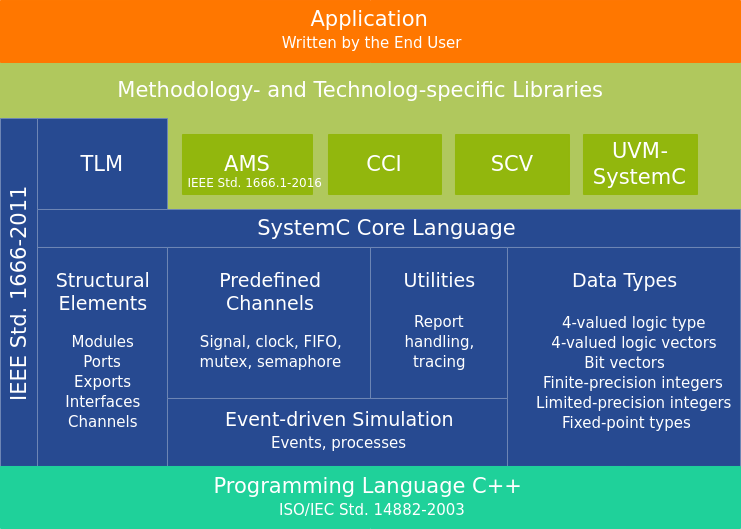 Application
Written by the End User
Methodology- and Technolog-specific Libraries
IEEE Std. 1666-2011
TLM
AMS
IEEE Std. 1666.1-2016
CCI
SCV
UVM-
SystemC
SystemC Core Language
Structural
Elements
Modules
Ports
Exports
Interfaces
Channels
Predefined
Channels
Signal, clock, FIFO,
mutex, semaphore
Utilities
Report
handling,
tracing
Data Types
4-valued logic type
4-valued logic vectors
Bit vectors
Finite-precision integers
Limited-precision integers
Fixed-point types
Event-driven Simulation
Events, processes
Programming Language C++
ISO/IEC Std. 14882-2003